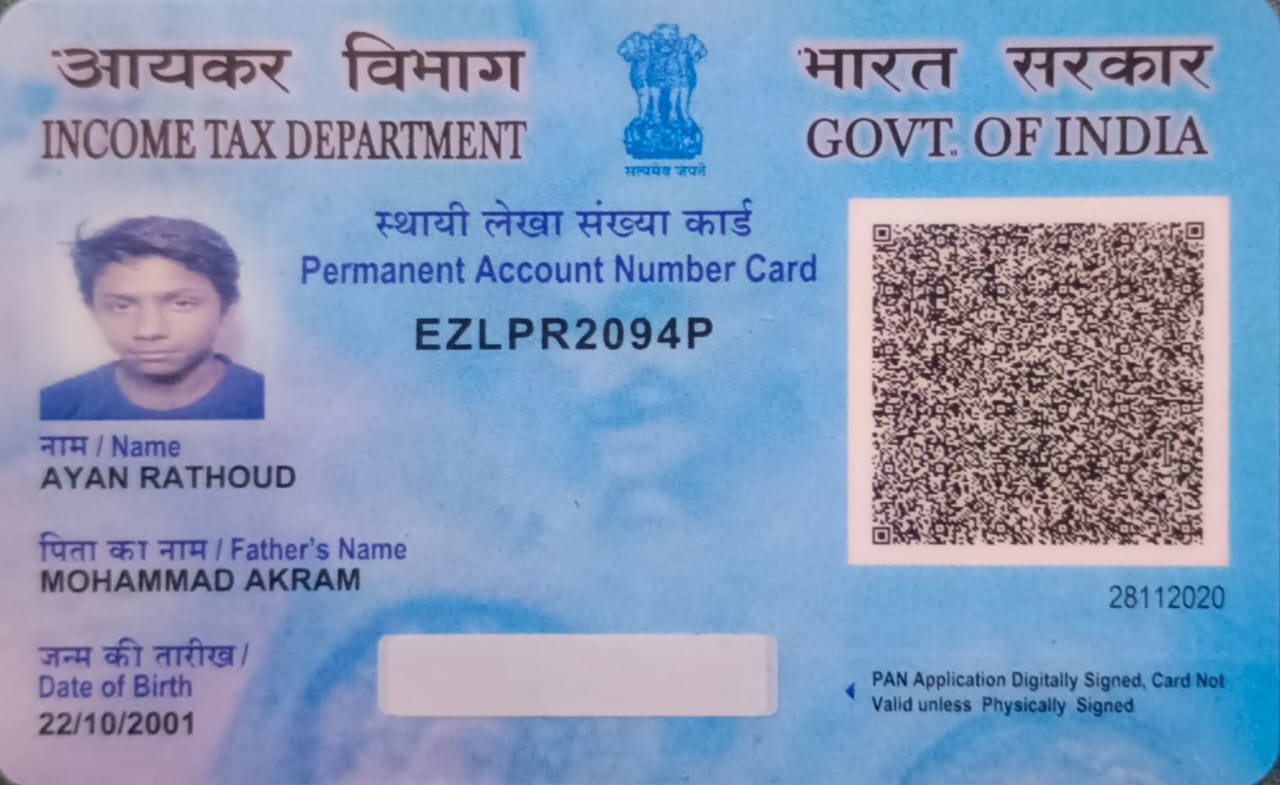 आयकर विभाग
INCOME TAX DEPARTMENT
सत्यमेव जयते
भारत सरकार
GOVT. OF INDIA
स्थायी लेखा संख्या कार्ड
Permanent Account Number Card
EZLPR2094P
नाम / Name
AYAN RATHOUD
पिता का नाम / Father's Name
MOHAMMAD AKRAM
जन्म की तारीख/
Date of Birth
22/10/2001
28112020
PAN Application Digitally Signed, Card Not
Valid unless Physically Signed